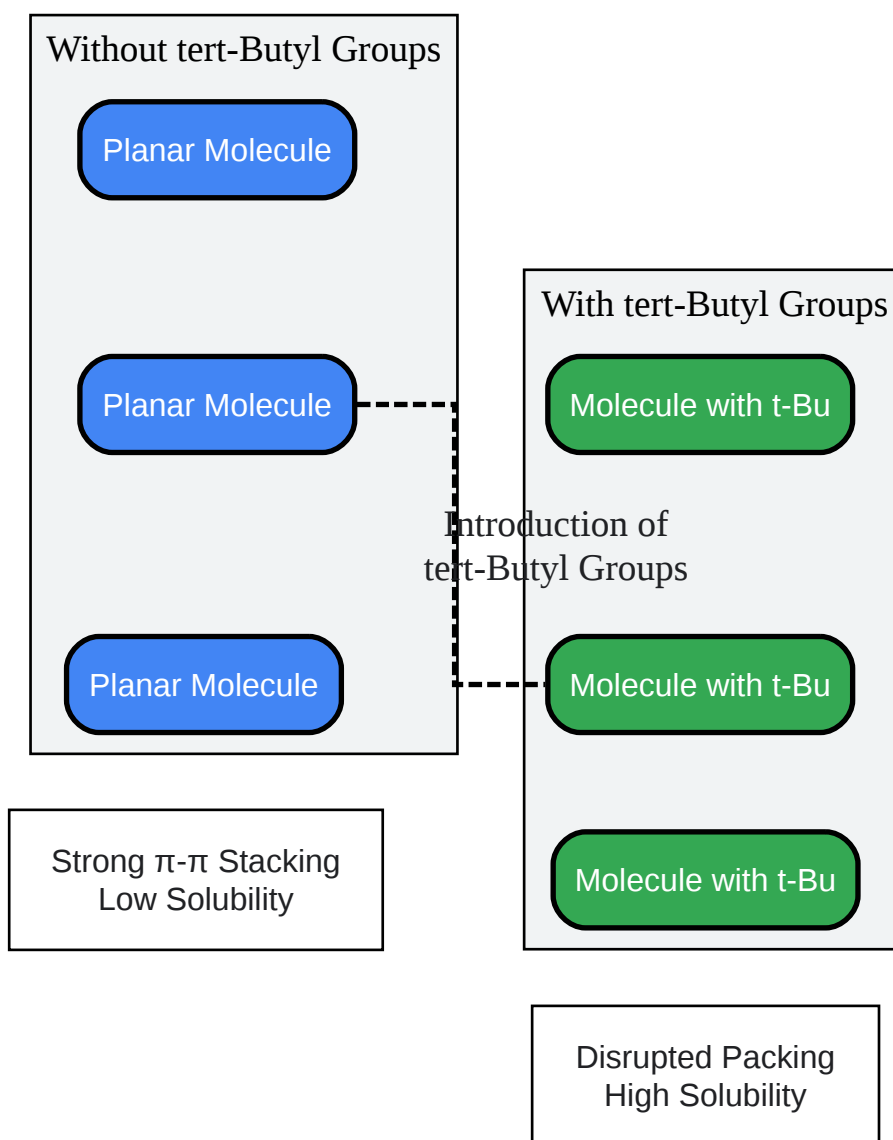 Without tert-Butyl Groups
Planar Molecule
Planar Molecule
Planar Molecule
Strong π-π Stacking
Low Solubility
Introduction of
tert-Butyl Groups
With tert-Butyl Groups
Molecule with t-Bu
Molecule with t-Bu
Molecule with t-Bu
Disrupted Packing
High Solubility